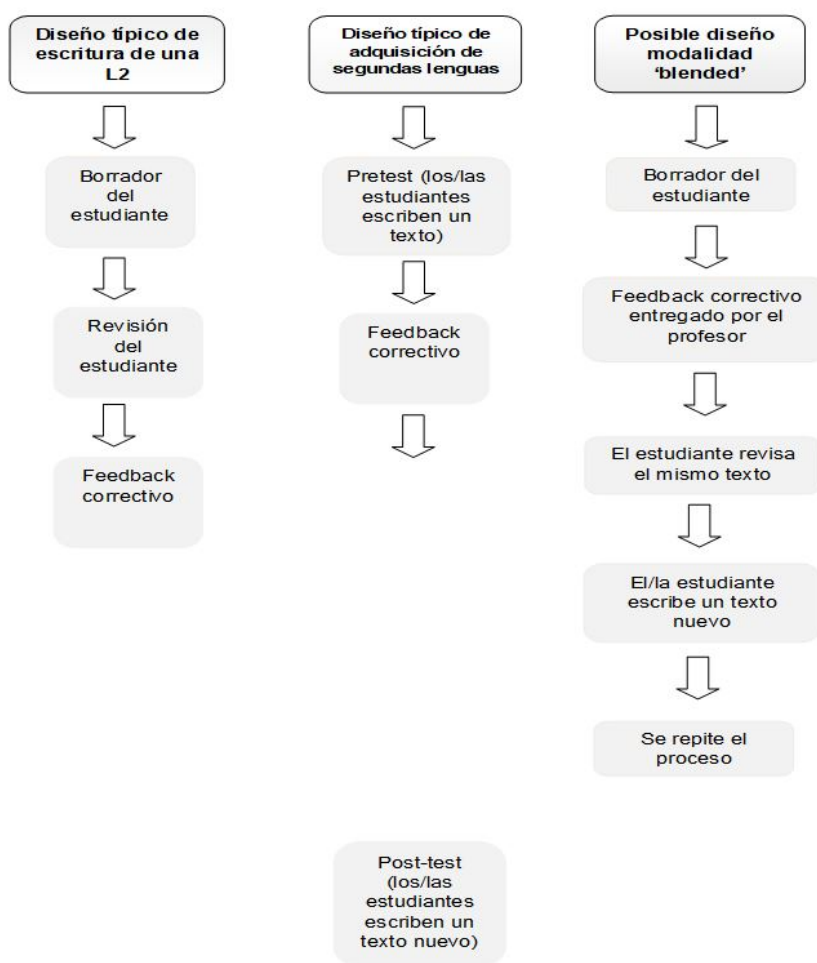 Diseño típico de
escritura de una
L2
Borrador
del
estudiante
Revisión
del
estudiante
Feedback
correctivo
Diseño típico de
adquisición de
segundas lenguas
Pretest (los/las
estudiantes
escriben un
texto)
Feedback
correctivo
Post-test
(los/las
estudiantes
escriben un
texto nuevo)
Posible diseño
modalidad
‘blended’
Borrador del
estudiante
Feedback correctivo
entregado por el
profesor
El estudiante revisa
el mismo texto
El/la estudiante
escribe un texto
nuevo
Se repite el
proceso